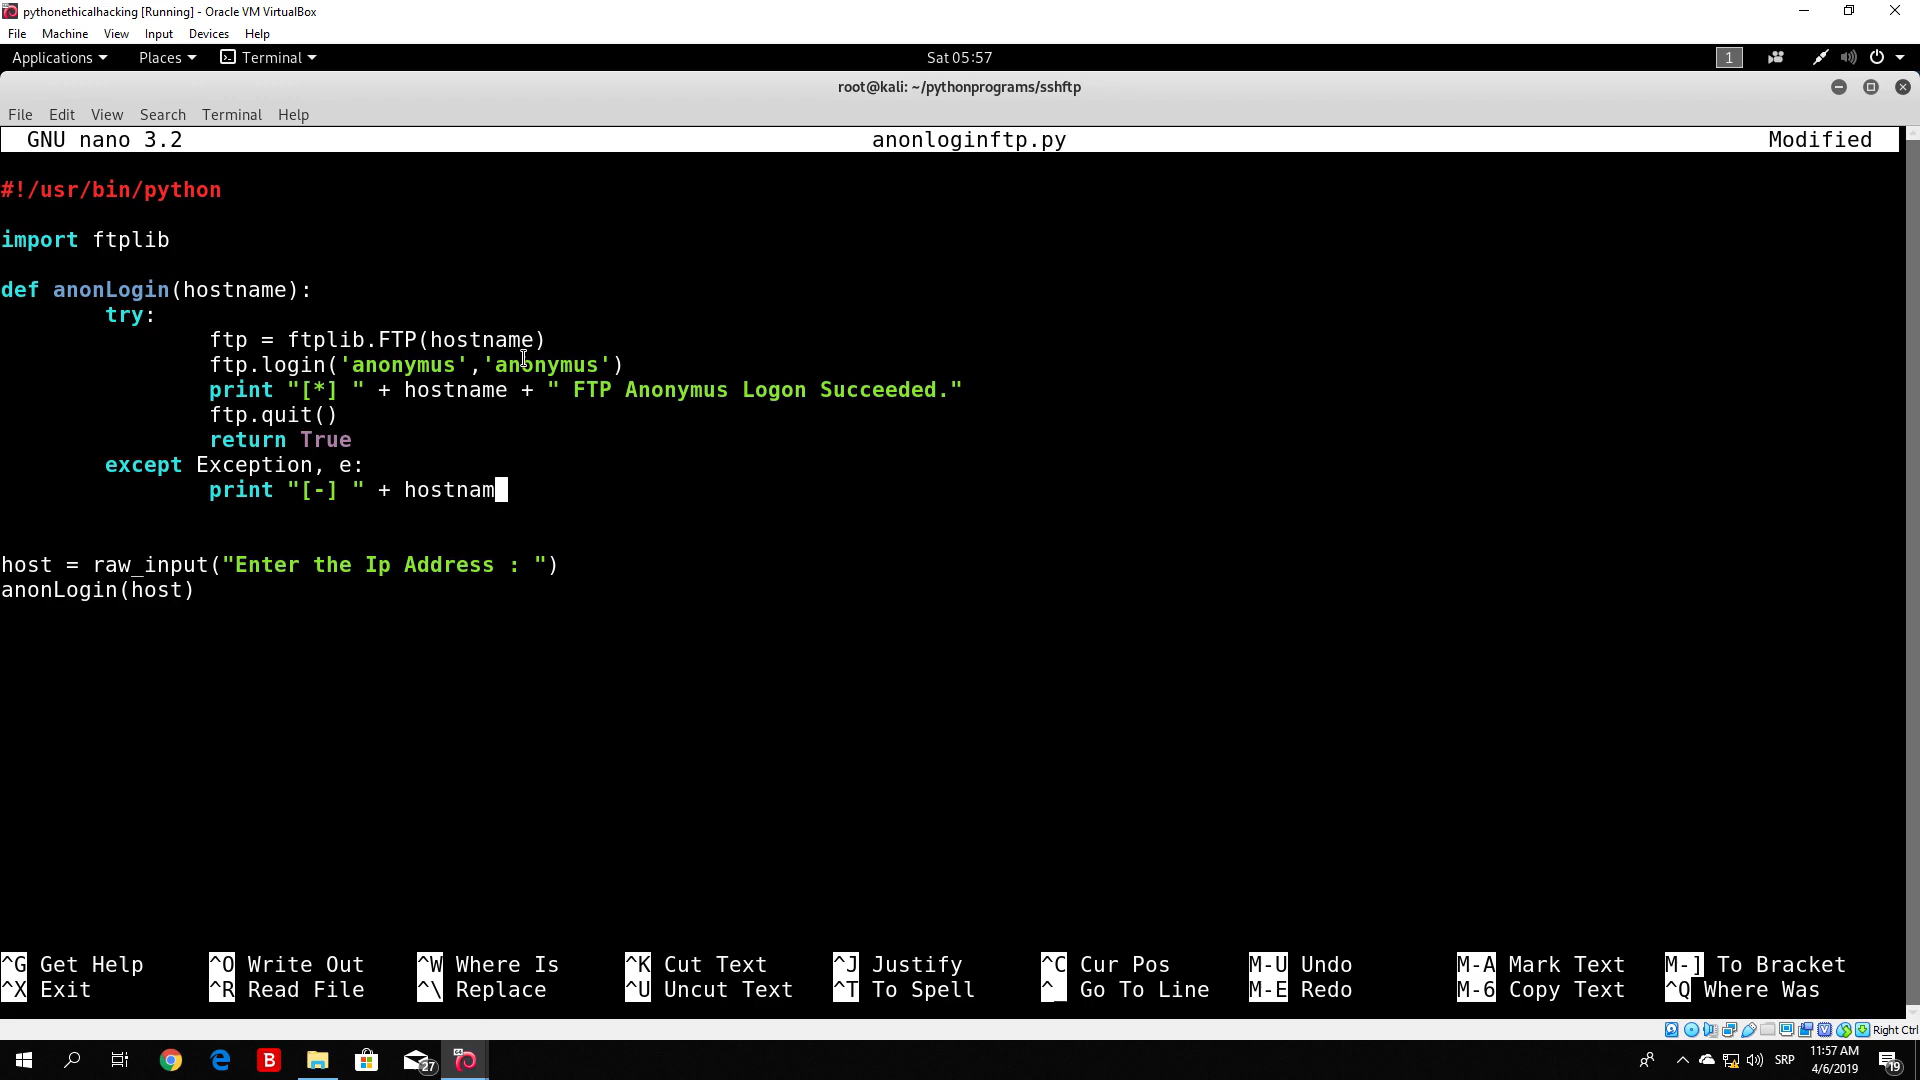 pythonethicalhacking [Running] - Oracle VM VirtualBox
File Machine View Input Devices Help
Applications Places Terminal Sat 05:57 1
root@kali: ~/pythonprograms/sshftp
File Edit View Search Terminal Help
GNU nano 3.2 anonloginftp.py Modified
#!/usr/bin/python
import ftplib
def anonLogin(hostname):
try:
ftp = ftplib.FTP(hostname)
ftp.login('anonymus','anonymus')
print "[*] " + hostname + " FTP Anonymus Logon Succeeded."
ftp.quit()
return True
except Exception, e:
print "[-] " + hostnam
host = raw_input("Enter the Ip Address : ")
anonLogin(host)
^G Get Help ^O Write Out ^W Where Is ^K Cut Text ^J Justify ^C Cur Pos M-U Undo M-A Mark Text M-] To Bracket
^X Exit ^R Read File ^\ Replace ^U Uncut Text ^T To Spell ^_ Go To Line M-E Redo M-6 Copy Text ^Q Where Was
Right Ctrl
B 27 64 SRP 11:57 AM 19
4/6/2019